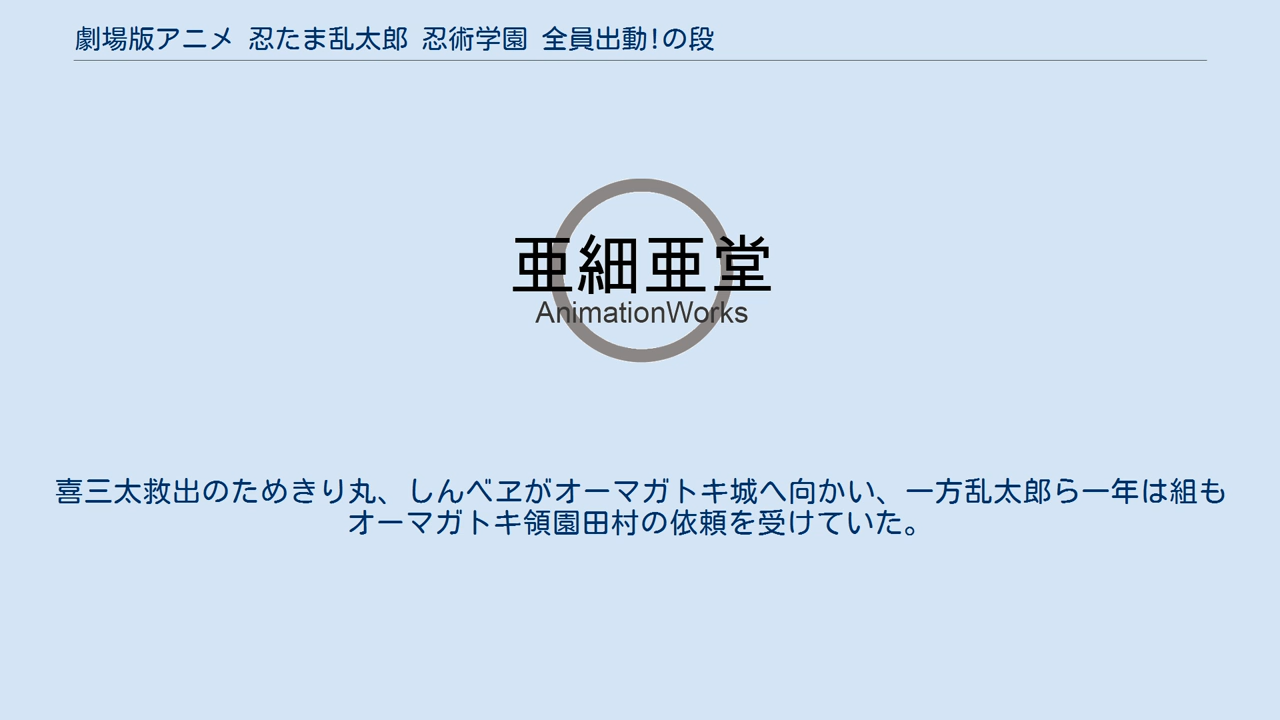 劇場版アニメ 忍たま乱太郎 忍術学園 全員出動!の段
亜細亜堂
AnimationWorks
喜三太救出のためきり丸、しんべヱがオーマガトキ城へ向かい、一方乱太郎ら一年は組も
オーマガトキ領園田村の依頼を受けていた。